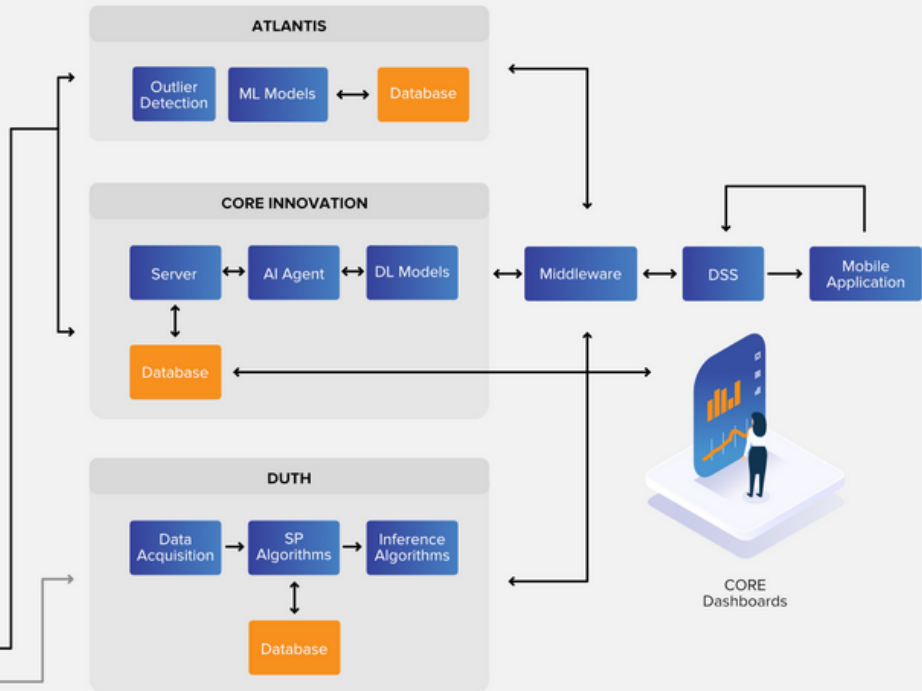 ATLANTIS
Outlier
Detection
ML Models
Database
CORE INNOVATION
Server
AI Agent
DL Models
Middleware
DSS
Mobile
Application
Database
DUTH
Data
Acquisition
SP
Algorithms
Inference
Algorithms
Database
CORE
Dashboards